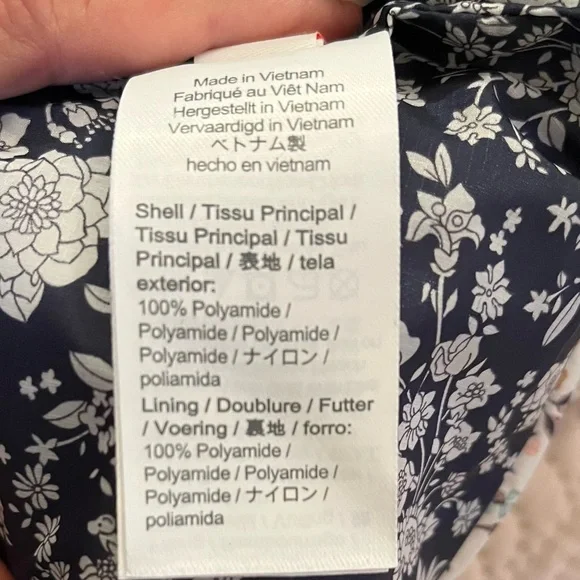 Made in Vietnam
Fabriqué au Viêt Nam
Hergestellt in Vietnam
Vervaardigd in Vietnam
ベトナム製
hecho en vietnam
Shell / Tissu Principal /
Tissu Principal / Tissu
Principal / 表地 / tela
exterior:
100% Polyamide /
Polyamide / Polyamide /
Polyamide / ナイロン /
poliamida
Lining / Doublure / Futter
/ Voering / 裏地 / forro:
100% Polyamide /
Polyamide / Polyamide /
Polyamide / ナイロン /
poliamida